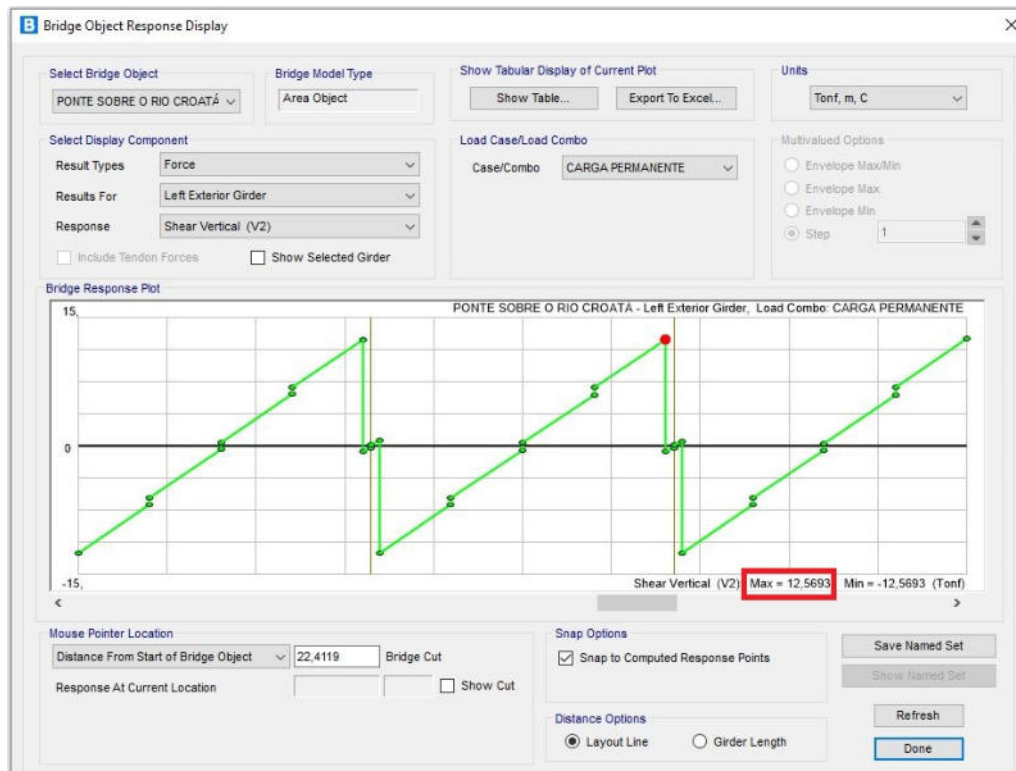 Bridge Object Response Display
Select Bridge Object
PONTE SOBRE O RIO CROATÁ
Bridge Model Type
Area Object
Show Tabular Display of Current Plot
Show Table...
Export To Excel...
Units
Tonf, m, C
Select Display Component
Result Types
Force
Results For
Left Exterior Girder
Response
Shear Vertical (V2)
Include Tendon Forces
Show Selected Girder
Load Case/Load Combo
Case/Combo
CARGA PERMANENTE
Multivalued Options
Envelope Max/Min
Envelope Max
Envelope Min
Step
1
Bridge Response Plot
15,
PONTE SOBRE O RIO CROATÁ - Left Exterior Girder, Load Combo: CARGA PERMANENTE
0
-15,
Shear Vertical (V2) Max = 12,5693 Min = -12,5693 (Tonf)
Mouse Pointer Location
Distance From Start of Bridge Object
22,4119
Bridge Cut
Response At Current Location
Show Cut
Snap Options
Snap to Computed Response Points
Distance Options
Layout Line
Girder Length
Save Named Set
Show Named Set
Refresh
Done